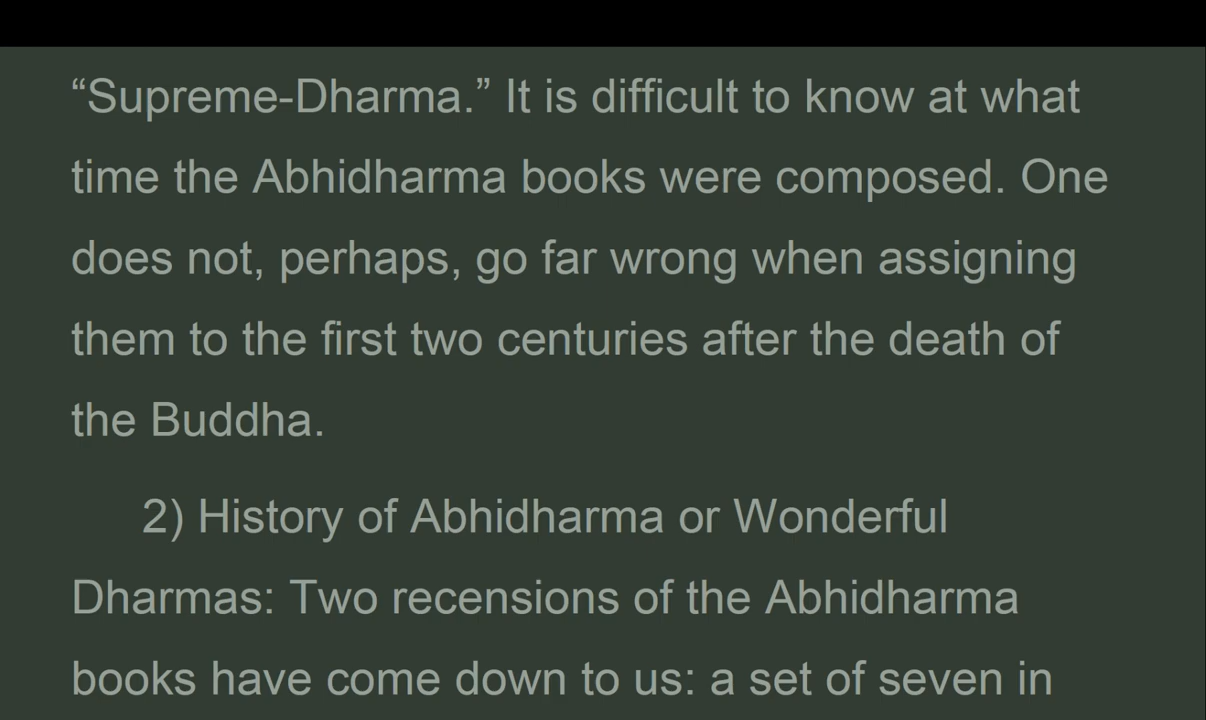 “Supreme-Dharma.” It is difficult to know at what
time the Abhidharma books were composed. One
does not, perhaps, go far wrong when assigning
them to the first two centuries after the death of
the Buddha.
2) History of Abhidharma or Wonderful
Dharmas: Two recensions of the Abhidharma
books have come down to us: a set of seven in